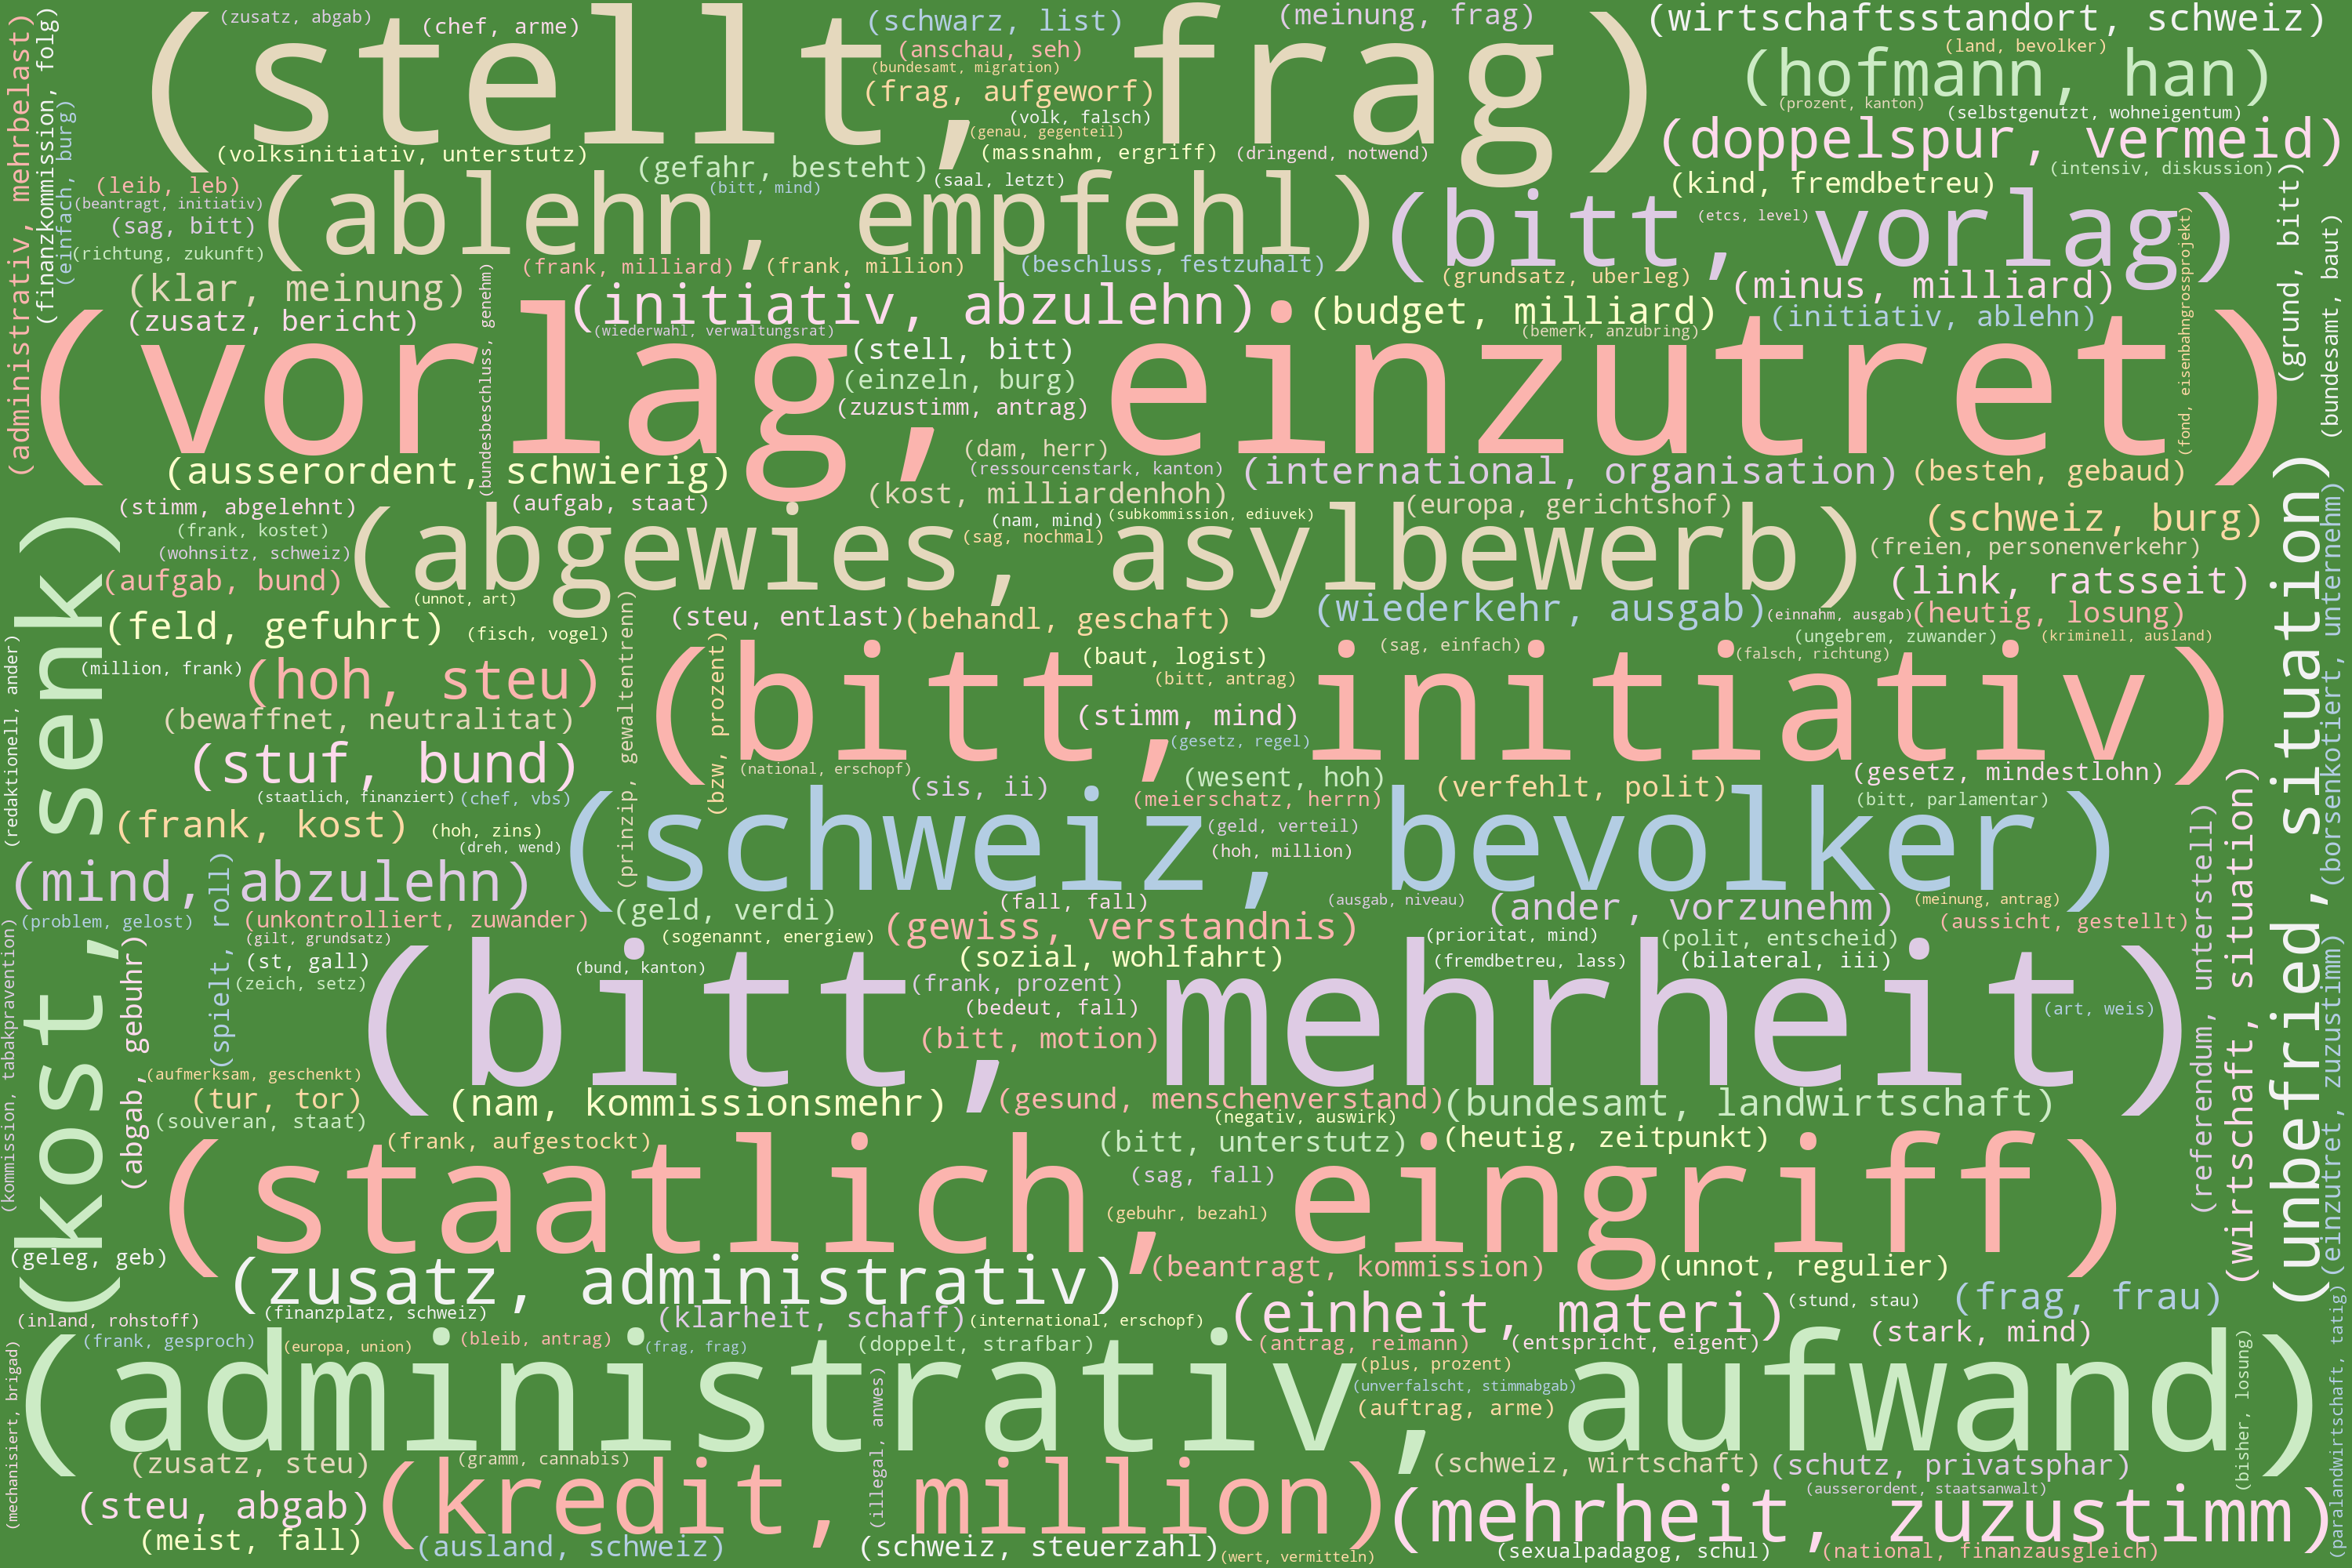 (zusatz, abgab)
(chef, arme)
(stellt, frag)
(schwarz, list)
(anschau, seh)
(bundesamt, migration)
(frag, aufgeworf)
(volk, falsch)
(genau, gegenteil)
(massnahm, ergriff)
(dringend, notwend)
(meinung, frag)
(wirtschaftsstandort, schweiz)
(land, bevolker)
(hofmann, han)
(prozent, kanton)
(selbstgenutzt, wohneigentum)
(doppelspur, vermeid)
(intensiv, diskussion)
(administrativ, mehrbelast)
(finanzkommission, folg)
(einfach, burg)
(volksinitiativ, unterstutz)
(gefahr, besteht)
(saal, letzt)
(bitt, mind)
(leib, leb)
(beantragt, initiativ)
(sag, bitt)
(richtung, zukunft)
(ablehn, empfehl)
(kind, fremdbetreu)
(etcs, level)
(bitt, vorlag)
(grund, bitt)
(bundesamt, baut)
(fond, eisenbahngrossprojekt)
(frank, milliard)
(frank, million)
(beschluss, festzuhalt)
(grundsatz, uberleg)
(minus, milliard)
(klar, meinung)
(zusatz, bericht)
(bundesbeschluss, genehm)
(initiativ, abzulehn)
(wiederwahl, verwaltungsrat)
(budget, milliard)
(bemerk, anzubring)
(initiativ, ablehn)
(vorlag, einzutret)
(stell, bitt)
(einzeln, burg)
(zuzustimm, antrag)
(dam, herr)
(ressourcenstark, kanton)
(ausserordent, schwierig)
(kost, milliardenhoh)
(international, organisation)
(besteh, gebaud)
(stimm, abgelehnt)
(aufgab, staat)
(frank, kostet)
(wohnsitz, schweiz)
(aufgab, bund)
(abgewies, asylbewerb)
(nam, mind)
(subkommission, ediuvek)
(sag, nochmal)
(europa, gerichtshof)
(schweiz, burg)
(freien, personenverkehr)
(link, ratsseit)
(unnot, art)
(feld, gefuhrt)
(fisch, vogel)
(steu, entlast)
(behandl, geschaft)
(wiederkehr, ausgab)
(einnahm, ausgab)
(heutig, losung)
(ungebrem, zuwander)
(kriminell, ausland)
(kost, senk)
(redaktionell, ander)
(million, frank)
(hoh, steu)
(bewaffnet, neutralitat)
(prinzip, gewaltentrenn)
(bzw, prozent)
(baut, logist)
(bitt, antrag)
(sag, einfach)
(falsch, richtung)
(bitt, initiativ)
(stimm, mind)
(gesetz, regel)
(unbefried, situation)
(borsenkotiert, unternehm)
(stuf, bund)
(national, erschopf)
(staatlich, finanziert)
(chef, vbs)
(sis, ii)
(wesent, hoh)
(meierschatz, herrn)
(verfehlt, polit)
(gesetz, mindestlohn)
(bitt, parlamentar)
(frank, kost)
(hoh, zins)
(dreh, wend)
(schweiz, bevolker)
(geld, verteil)
(hoh, million)
(mind, abzulehn)
(problem, gelost)
(spielt, roll)
(unkontrolliert, zuwander)
(gilt, grundsatz)
(geld, verdi)
(sogenannt, energiew)
(fall, fall)
(gewiss, verstandnis)
(ausgab, niveau)
(ander, vorzunehm)
(meinung, antrag)
(aussicht, gestellt)
(referendum, unterstell)
(wirtschaft, situation)
(einzutret, zuzustimm)
(kommission, tabakpravention)
(abgab, gebuhr)
(st, gall)
(zeich, setz)
(bund, kanton)
(sozial, wohlfahrt)
(prioritat, mind)
(polit, entscheid)
(fremdbetreu, lass)
(bilateral, iii)
(bitt, mehrheit)
(frank, prozent)
(bedeut, fall)
(bitt, motion)
(art, weis)
(aufmerksam, geschenkt)
(tur, tor)
(souveran, staat)
(nam, kommissionsmehr)
(gesund, menschenverstand)
(negativ, auswirk)
(bundesamt, landwirtschaft)
(frank, aufgestockt)
(bitt, unterstutz)
(heutig, zeitpunkt)
(staatlich, eingriff)
(sag, fall)
(gebuhr, bezahl)
(geleg, geb)
(zusatz, administrativ)
(beantragt, kommission)
(unnot, regulier)
(inland, rohstoff)
(finanzplatz, schweiz)
(klarheit, schaff)
(international, erschopf)
(einheit, materi)
(stund, stau)
(frag, frau)
(stark, mind)
(mechanisiert, brigad)
(frank, gesproch)
(europa, union)
(bleib, antrag)
(frag, frag)
(doppelt, strafbar)
(antrag, reimann)
(entspricht, eigent)
(administrativ, aufwand)
(illegal, anwes)
(plus, prozent)
(unverfalscht, stimmabgab)
(auftrag, arme)
(bisher, losung)
(paralandwirtschaft, tatig)
(zusatz, steu)
(gramm, cannabis)
(schweiz, wirtschaft)
(schutz, privatsphar)
(ausserordent, staatsanwalt)
(steu, abgab)
(kredit, million)
(mehrheit, zuzustimm)
(meist, fall)
(ausland, schweiz)
(schweiz, steuerzahl)
(wert, vermitteln)
(sexualpadagog, schul)
(national, finanzausgleich)